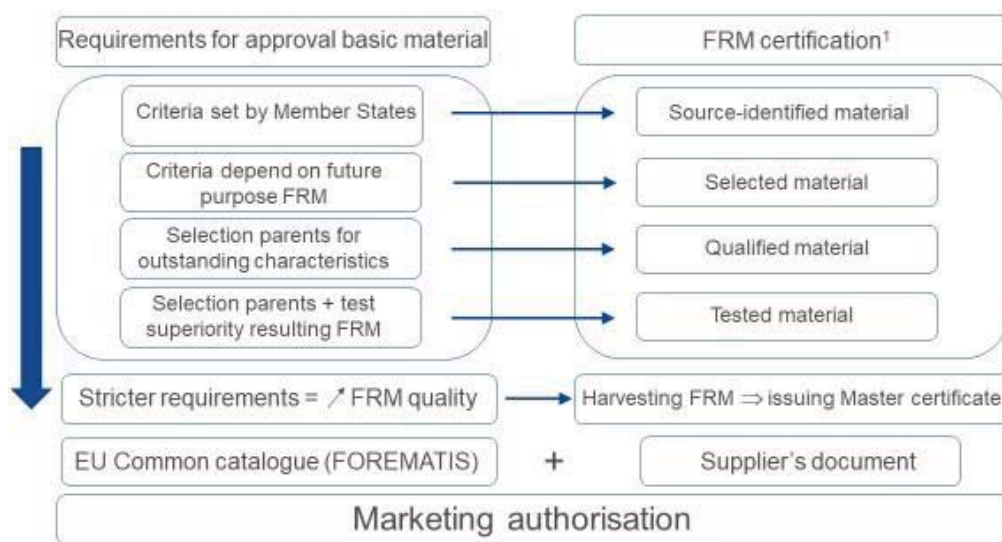 Requirements for approval basic material
FRM certification¹
Criteria set by Member States
Source-identified material
Criteria depend on future
purpose FRM
Selected material
Selection parents for
outstanding characteristics
Qualified material
Selection parents + test
superiority resulting FRM
Tested material
Stricter requirements = ↗ FRM quality
Harvesting FRM ⇒ issuing Master certificate
EU Common catalogue (FOREMATIS)
+
Supplier's document
Marketing authorisation